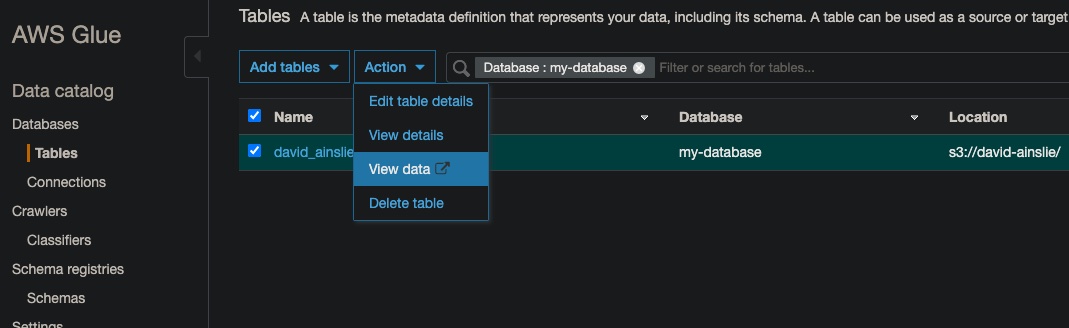 AWS Glue
Data catalog
Databases
Tables
Connections
Crawlers
Classifiers
Schema registries
Schemas
Settings
Tables A table is the metadata definition that represents your data, including its schema. A table can be used as a source or target
Add tables Action Database : my-database Filter or search for tables...
Edit table details
View details
View data
Delete table
Name Database Location
david_ainslie my-database s3://david-ainslie/